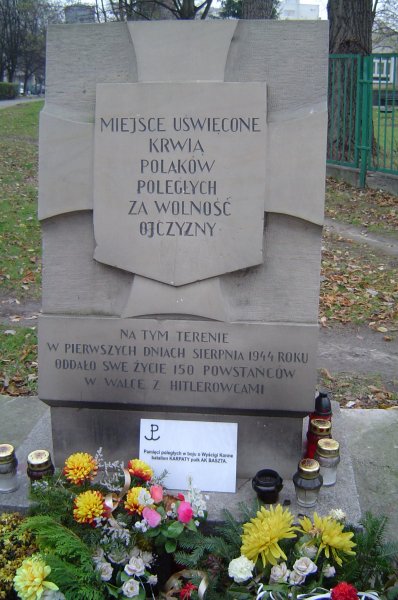 MIEJSCE UŚWIĘCONE
KRWIĄ
POLAKÓW
POLEGŁYCH
ZA WOLNOŚĆ
OJCZYZNY
NA TYM TERENIE
W PIERWSZYCH DNIACH SIERPNIA 1944 ROKU
ODDAŁO SWE ŻYCIE 150 POWSTAŃCÓW
W WALCE Z HITLEROWCAMI
Pamięci poległych w boju o Wyścigi Konne
batalion KARPATY pułk AK BASZTA.